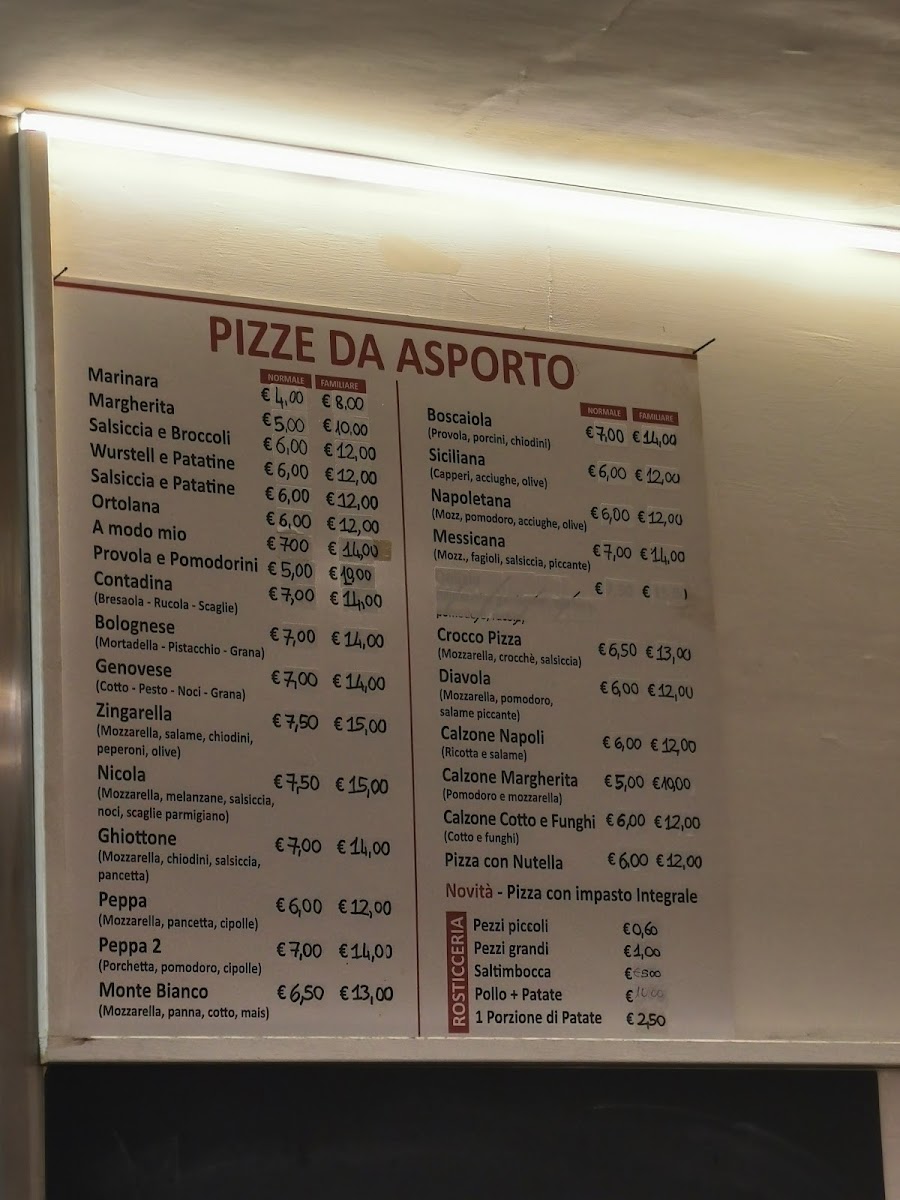 PIZZE DA ASPORTO
NORMALE FAMILIARE
Marinara € 4,00 € 8,00
Margherita € 5,00 € 10,00
Salsiccia e Broccoli € 6,00 € 12,00
Wurstell e Patatine € 6,00 € 12,00
Salsiccia e Patatine € 6,00 € 12,00
Ortolana € 6,00 € 12,00
A modo mio € 700 € 14,00
Provola e Pomodorini € 5,00 € 10,00
Contadina € 7,00 € 14,00
(Bresaola - Rucola - Scaglie)
Bolognese € 7,00 € 14,00
(Mortadella - Pistacchio - Grana)
Genovese € 7,00 € 14,00
(Cotto - Pesto - Noci - Grana)
Zingarella € 7,50 € 15,00
(Mozzarella, salame, chiodini,
peperoni, olive)
Nicola € 7,50 € 15,00
(Mozzarella, melanzane, salsiccia,
noci, scaglie parmigiano)
Ghiottone € 7,00 € 14,00
(Mozzarella, chiodini, salsiccia,
pancetta)
Peppa € 6,00 € 12,00
(Mozzarella, pancetta, cipolle)
Peppa 2 € 7,00 € 14,00
(Porchetta, pomodoro, cipolle)
Monte Bianco € 6,50 € 13,00
(Mozzarella, panna, cotto, mais)
NORMALE FAMILIARE
Boscaiola € 7,00 € 14,00
(Provola, porcini, chiodini)
Siciliana € 6,00 € 12,00
(Capperi, acciughe, olive)
Napoletana € 6,00 € 12,00
(Mozz, pomodoro, acciughe, olive)
Messicana € 7,00 € 14,00
(Mozz., fagioli, salsiccia, piccante)
€ €
Crocco Pizza € 6,50 € 13,00
(Mozzarella, crocchè, salsiccia)
Diavola € 6,00 € 12,00
(Mozzarella, pomodoro,
salame piccante)
Calzone Napoli € 6,00 € 12,00
(Ricotta e salame)
Calzone Margherita € 5,00 € 10,00
(Pomodoro e mozzarella)
Calzone Cotto e Funghi € 6,00 € 12,00
(Cotto e funghi)
Pizza con Nutella € 6,00 € 12,00
Novità - Pizza con impasto Integrale
ROSTICCERIA
Pezzi piccoli € 0,60
Pezzi grandi € 1,00
Saltimbocca €
Pollo + Patate € 10,00
1 Porzione di Patate € 2,50